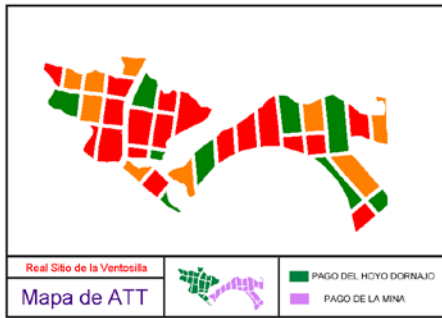 Real Sitio de la Ventosilla
Mapa de ATT
PAGO DEL HOYO DORNAJO
PAGO DE LA MINA